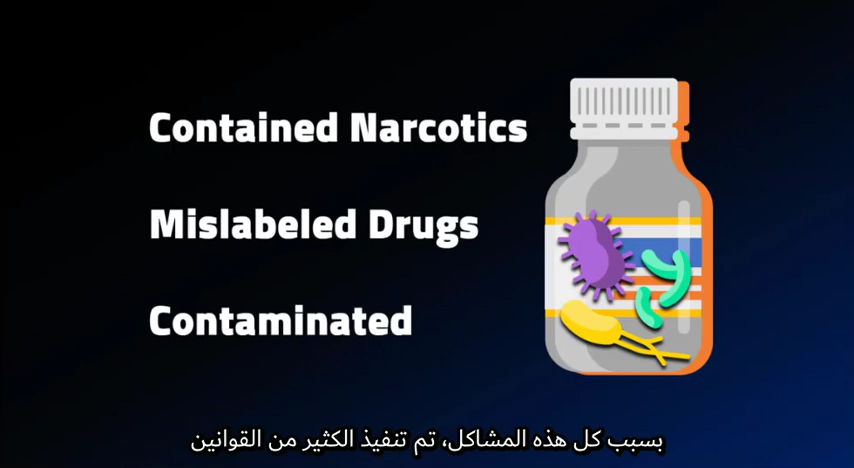 Contained Narcotics
Mislabeled Drugs
Contaminated
بسبب كل هذه المشاكل، تم تنفيذ الكثير من القوانين